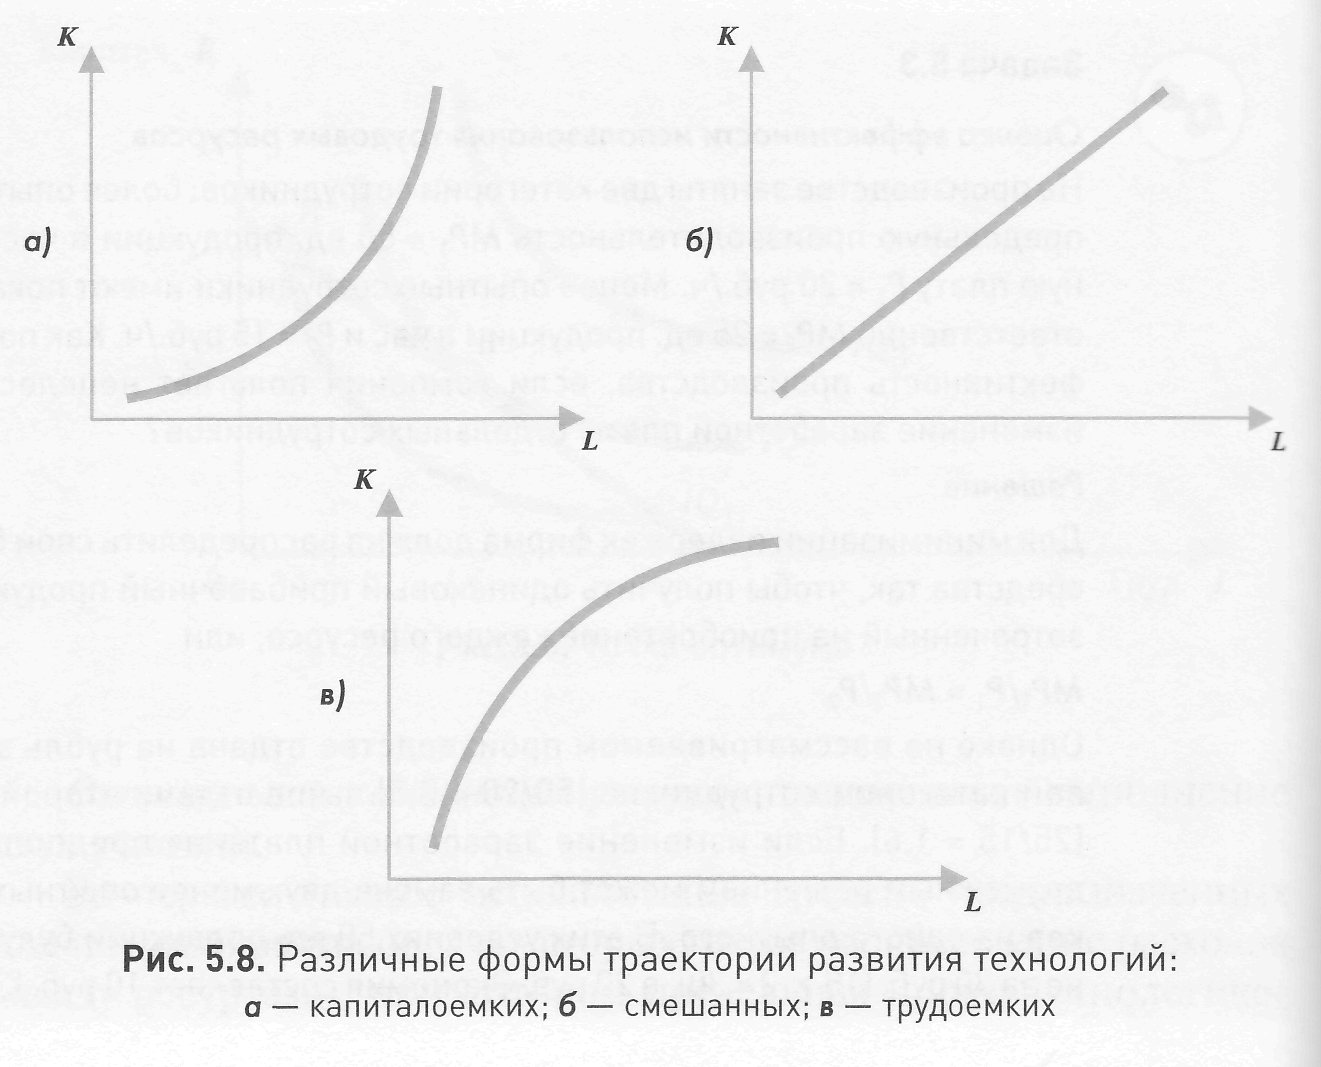 K
K
а)
б)
L
L
K
в)
L
Рис. 5.8. Различные формы траектории развития технологий:
а — капиталоемких; б — смешанных; в — трудоемких